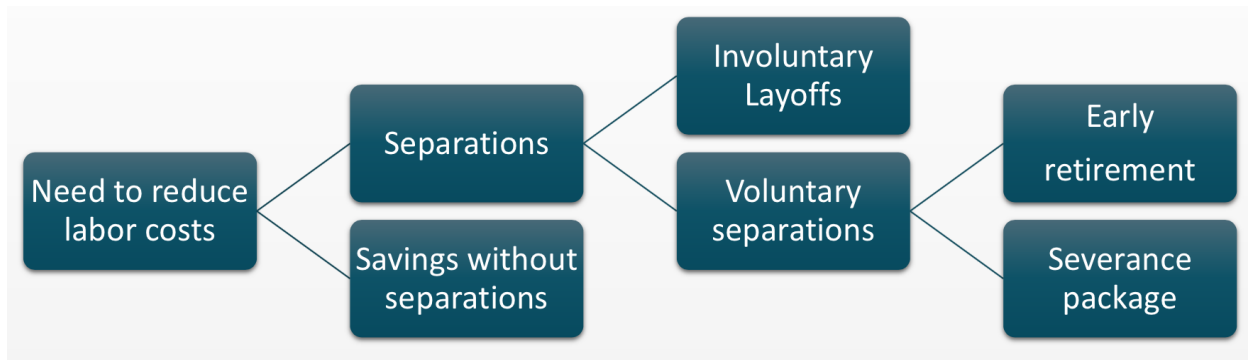 Need to reduce
labor costs
Separations
Savings without
separations
Involuntary
Layoffs
Voluntary
separations
Early
retirement
Severance
package